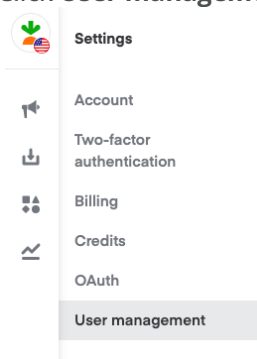 Settings
Account
Two-factor
authentication
Billing
Credits
OAuth
User management